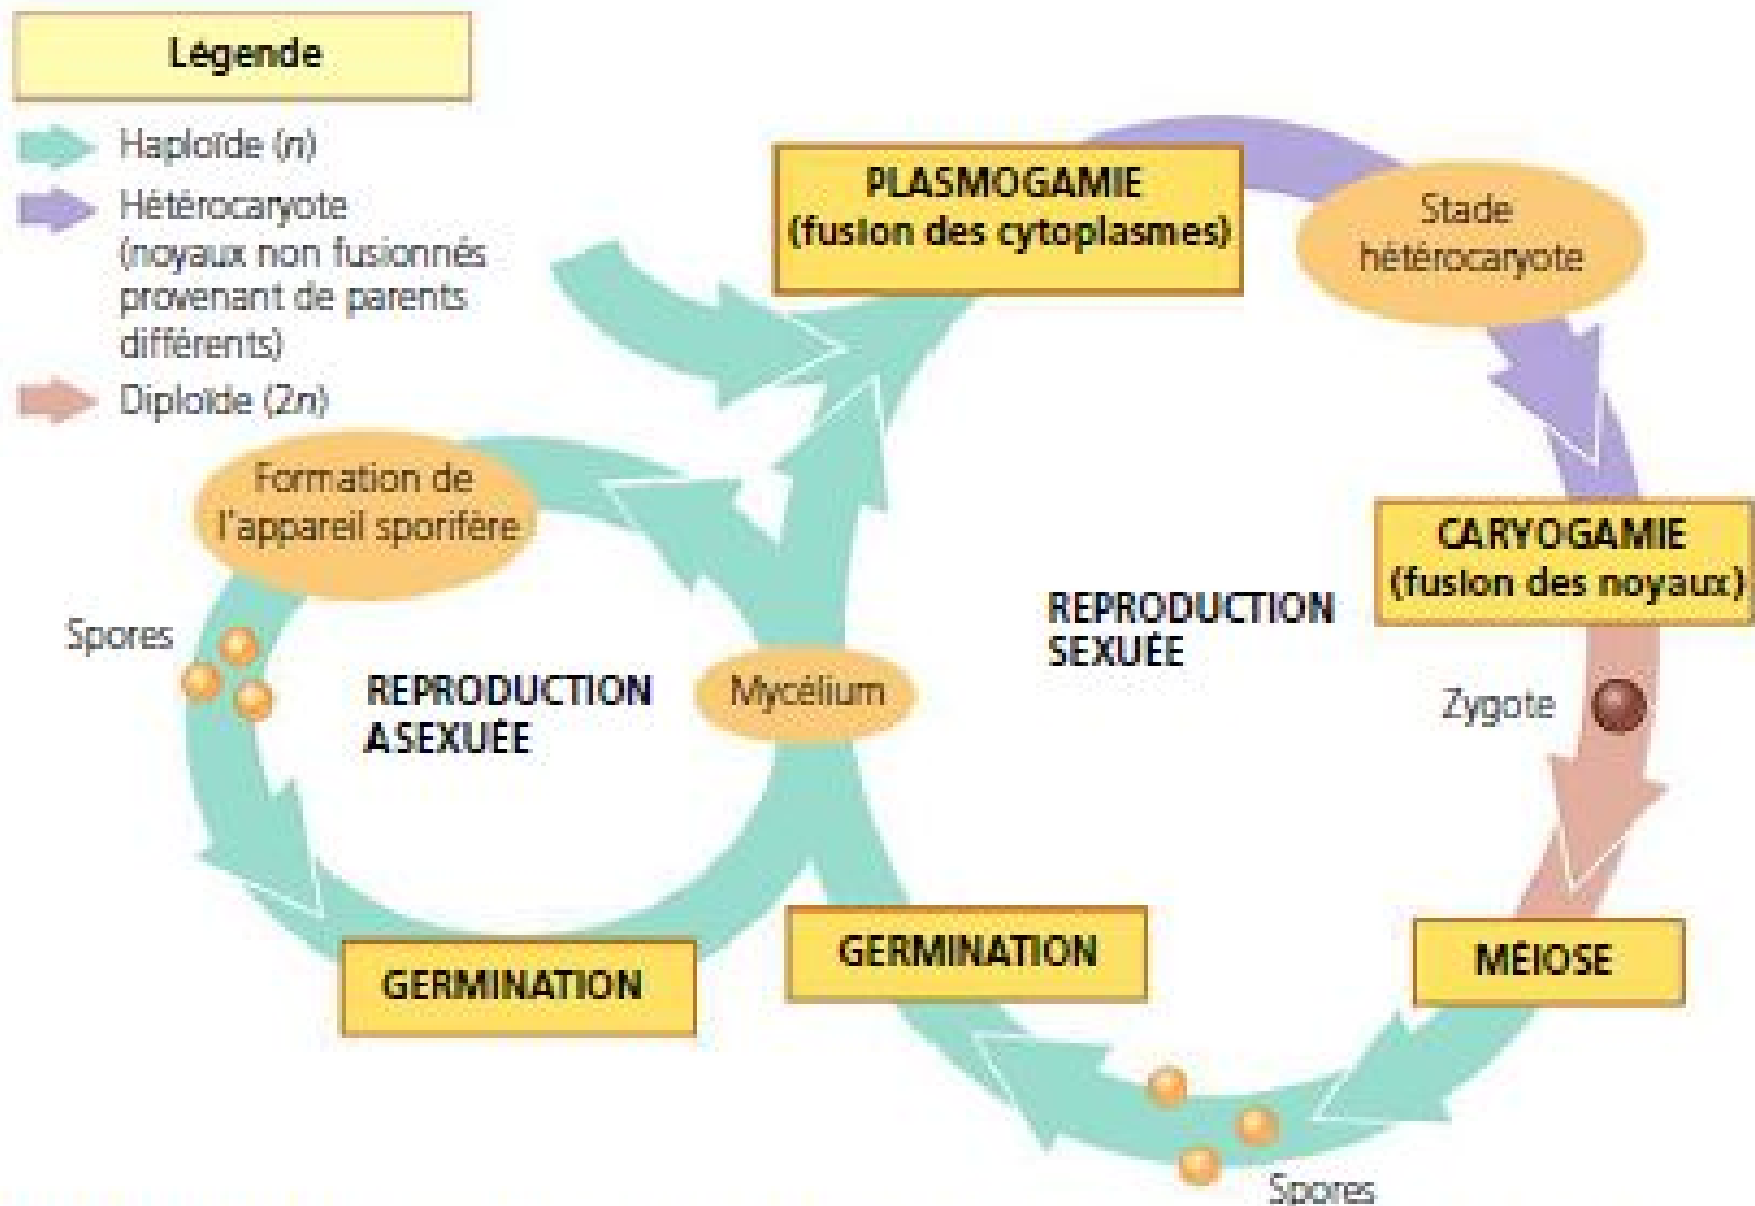 Légende
Haploïde (n)
Hétérocaryote
(noyaux non fusionnés
provenant de parents
différents)
Diploïde (2n)
PLASMOGAMIE
(fusion des cytoplasmes)
Stade
hétérocaryote
Formation de
l'appareil sporifère
CARYOGAMIE
(fusion des noyaux)
Spores
REPRODUCTION
ASEXUÉE
Mycélium
REPRODUCTION
SEXUÉE
Zygote
GERMINATION
GERMINATION
MÉIOSE
Spores